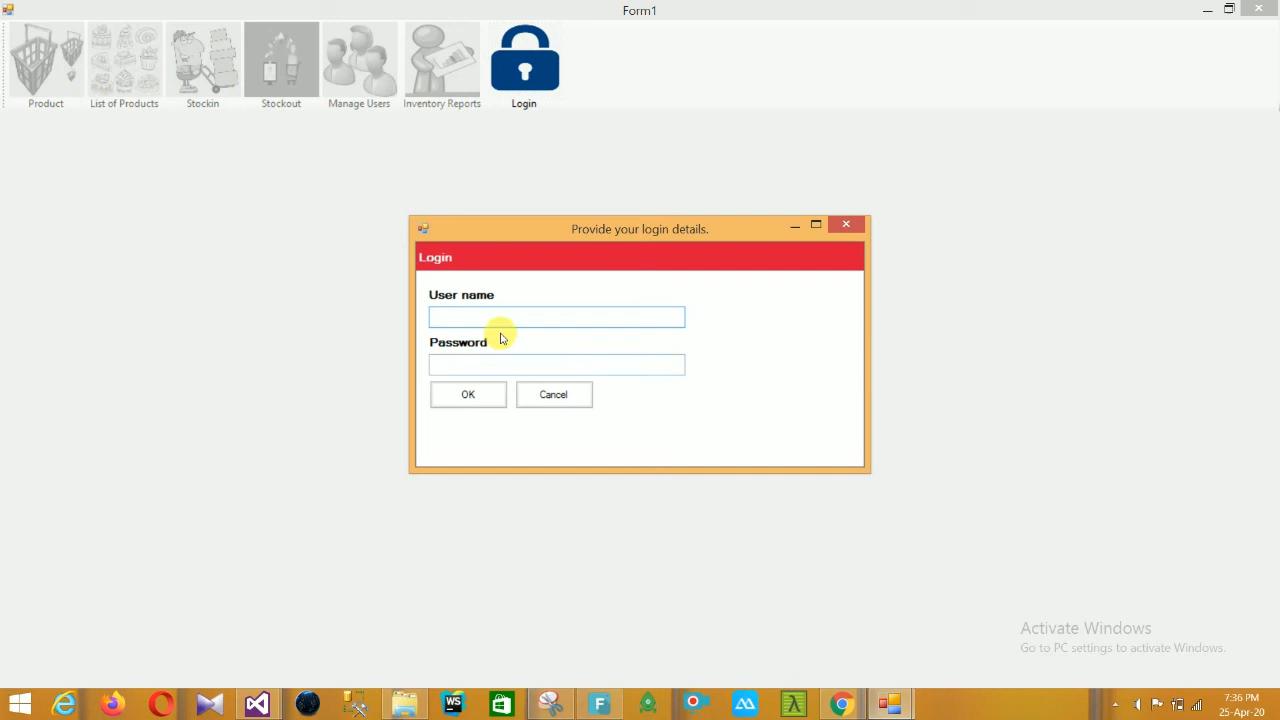 Form1
Product
List of Products
Stockin
Stockout
Manage Users
Inventory Reports
Login
Provide your login details.
Login
User name
Password
OK
Cancel
Activate Windows
Go to PC settings to activate Windows.
WS
F
7:36 PM
25-Apr-20